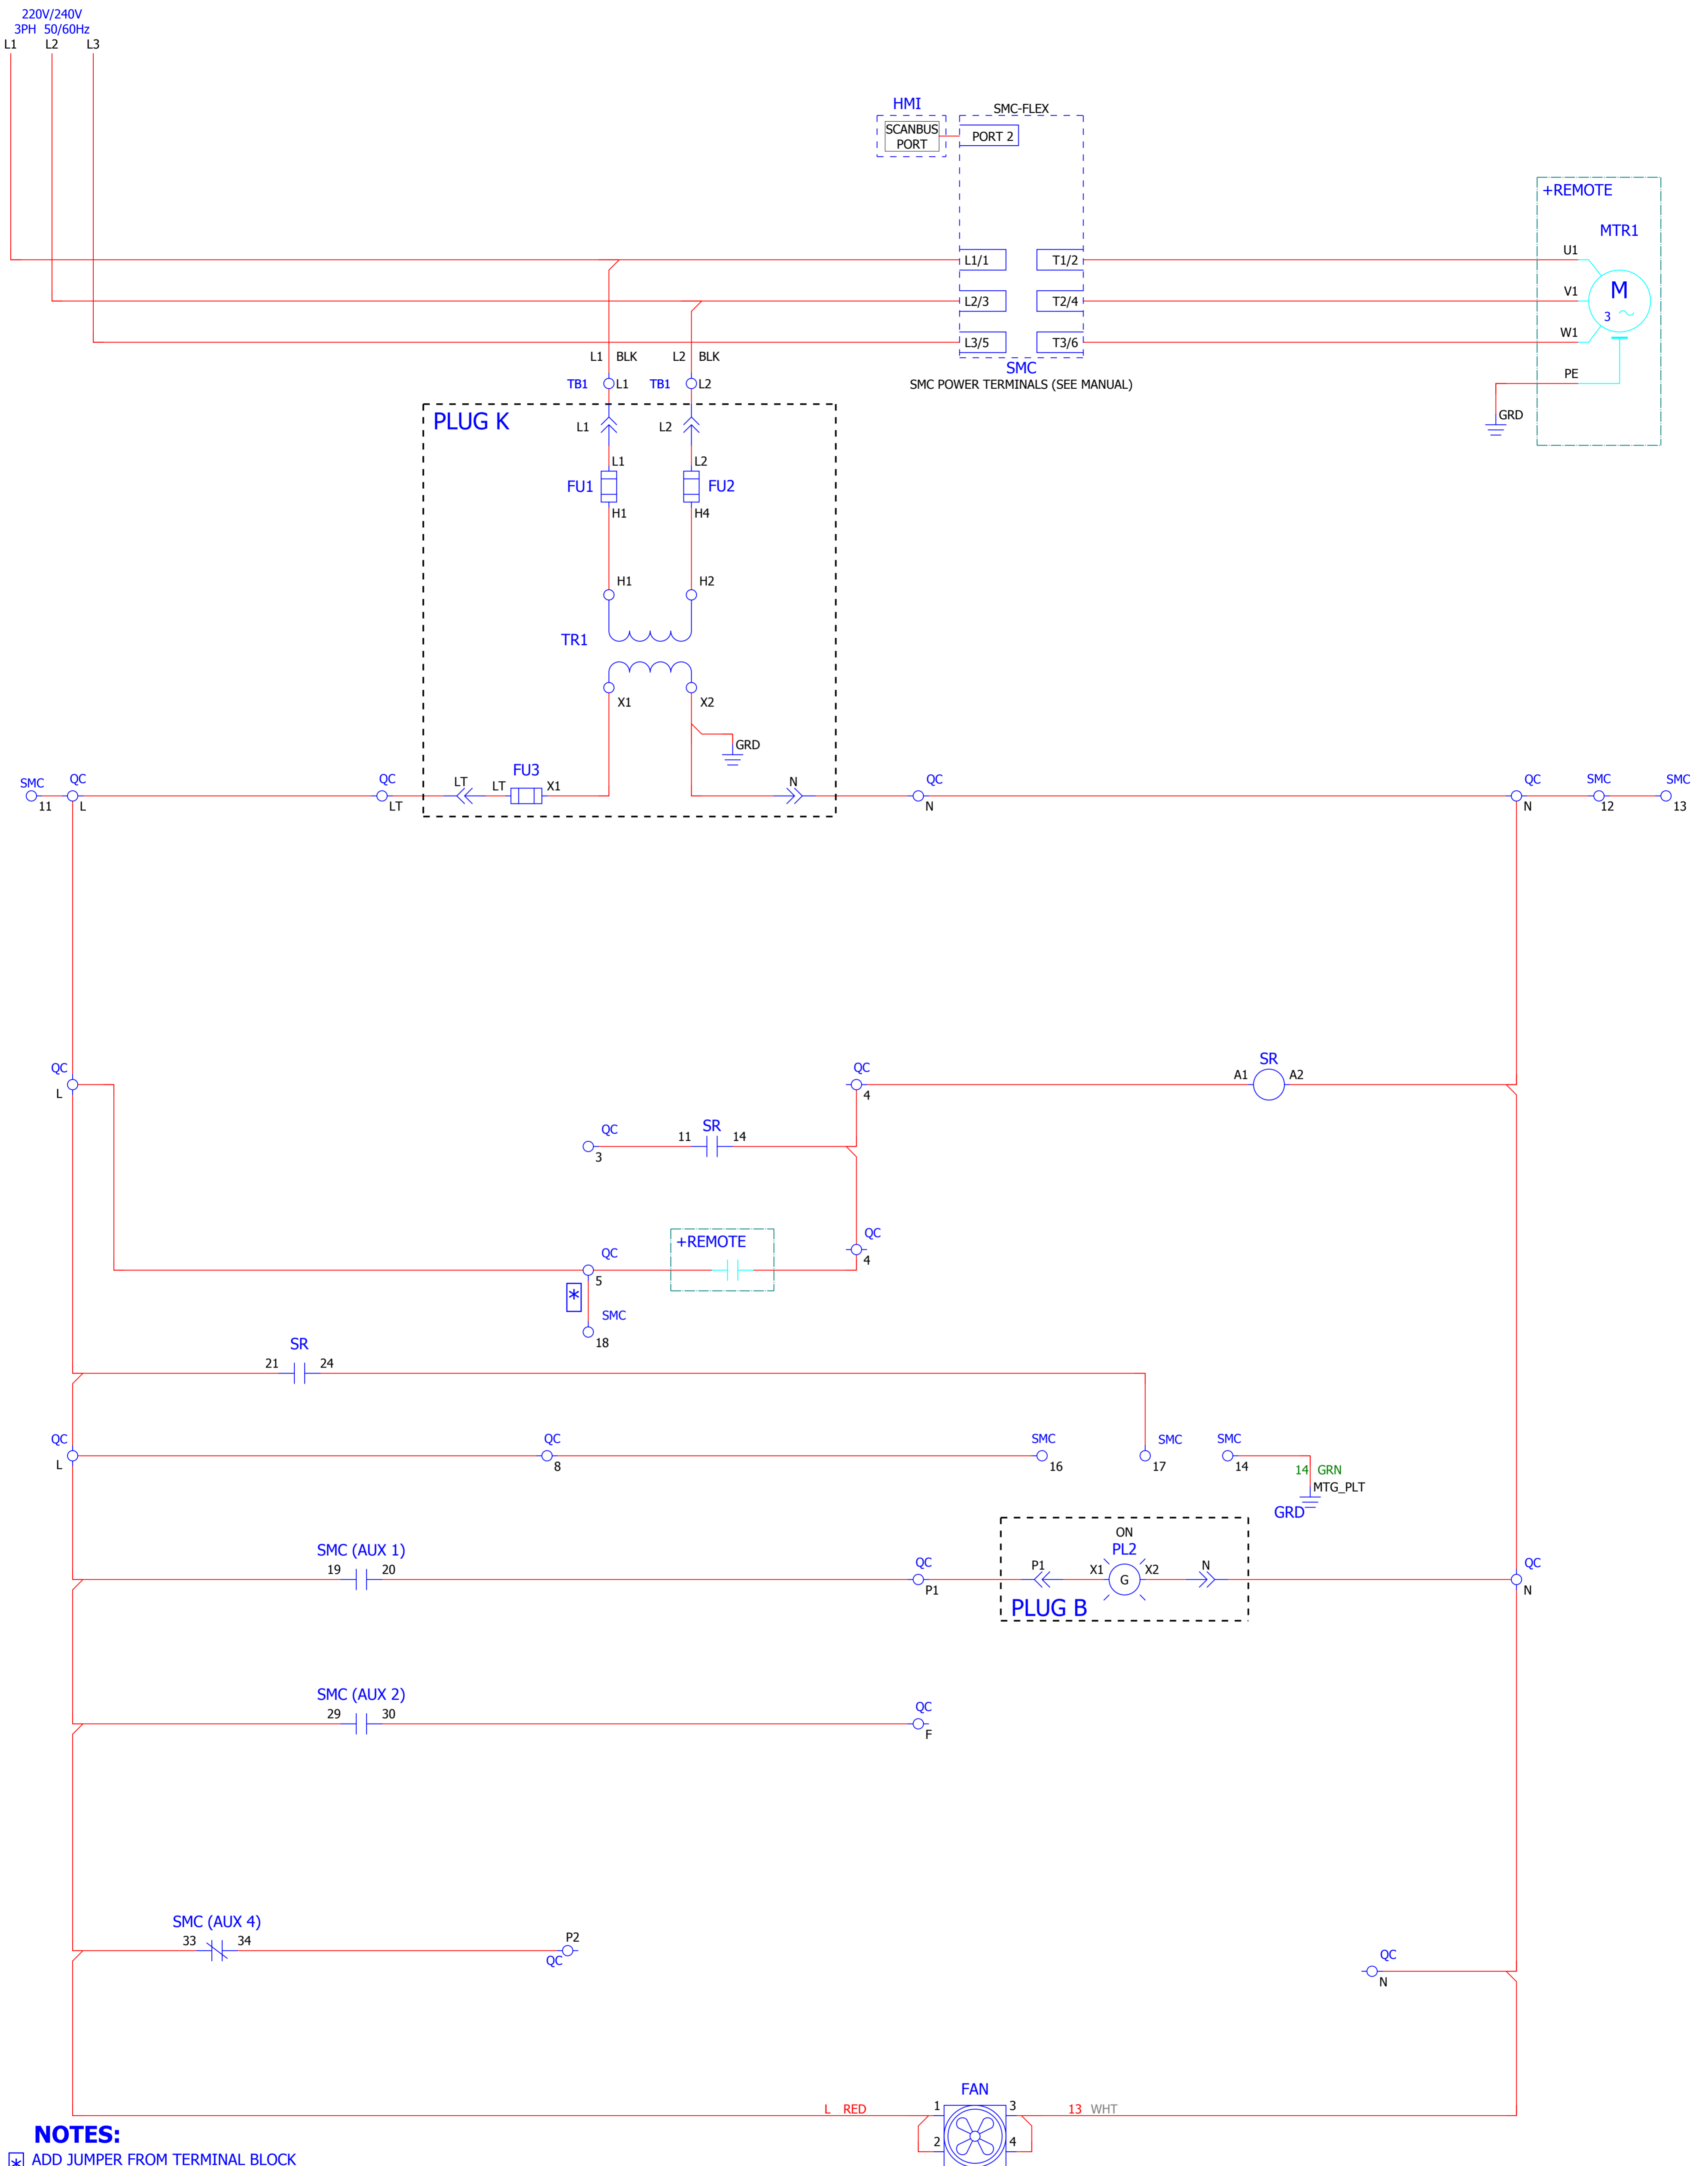 220V/240V
3PH 50/60Hz
L1 L2 L3
HMI
SCANBUS
PORT
SMC-FLEX
PORT 2
+REMOTE
MTR1
L1/1 T1/2 U1
L2/3 T2/4 V1
M
3
L3/5 T3/6 W1
SMC
SMC POWER TERMINALS (SEE MANUAL)
PE
GRD
L1 BLK L2 BLK
TB1 L1 TB1 L2
PLUG K
L1 L2
L1 L2
FU1 FU2
H1 H4
H1 H2
TR1
X1 X2
GRD
SMC QC QC LT LT FU3 X1 N QC QC SMC SMC
11 L LT N N 12 13
QC QC SR
L 4 A1 A2
QC 11 SR 14
3
+REMOTE QC
4
QC
5
*
SMC
18
SR
21 24
QC QC SMC SMC SMC
L 8 16 17 14
14 GRN
MTG_PLT
GRD
SMC (AUX 1)
19 20
QC
P1
ON
PL2
P1 X1 G X2 N
PLUG B
QC
N
SMC (AUX 2)
29 30
QC
F
SMC (AUX 4)
33 34
P2
QC
QC
N
FAN
L RED 1 3 13 WHT
2 4
NOTES:
* ADD JUMPER FROM TERMINAL BLOCK